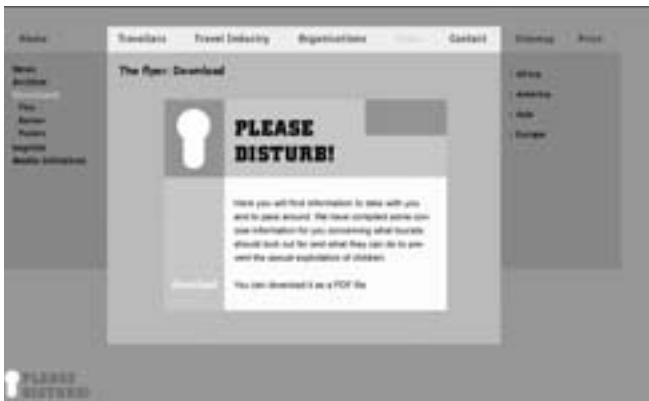 Home
Travellers Travel Industry Organisations Contact
Sitemap Print
News
Archive
Download
Flyer
Banner
Posters
Imprint
The flyer: Download
Africa
America
Asia
Europe
PLEASE
DISTURB!
Here you will find information to take with you
and to pass around. We have compiled some con-
cise information for you concerning what tourists
should look out for and what they can do to pre-
vent the sexual exploitation of children.
You can download it as a PDF file
download
PLEASE
DISTURB!